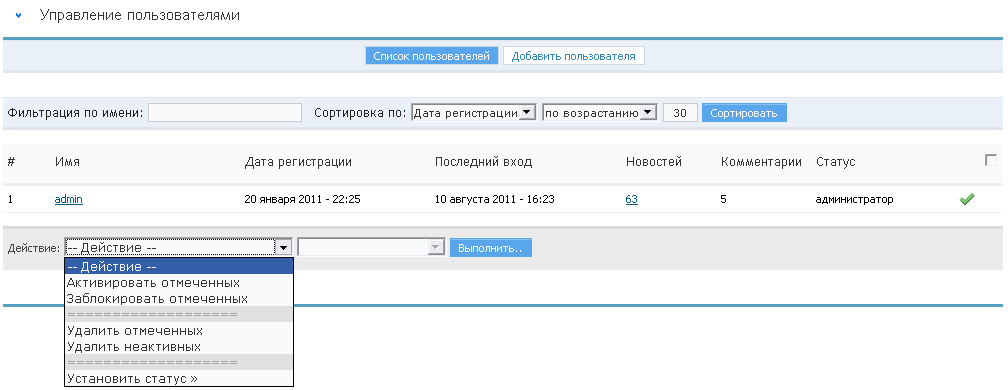 Управление пользователями
Список пользователей Добавить пользователя
Фильтрация по имени: Сортировка по: Дата регистрации по возрастанию 30 Сортировать
# Имя Дата регистрации Последний вход Новостей Комментарии Статус
1 admin 20 января 2011 - 22:25 10 августа 2011 - 16:23 63 5 администратор
Действие: -- Действие -- Выполнить..
-- Действие --
Активировать отмеченных
Заблокировать отмеченных
===================
Удалить отмеченных
Удалить неактивных
===================
Установить статус »